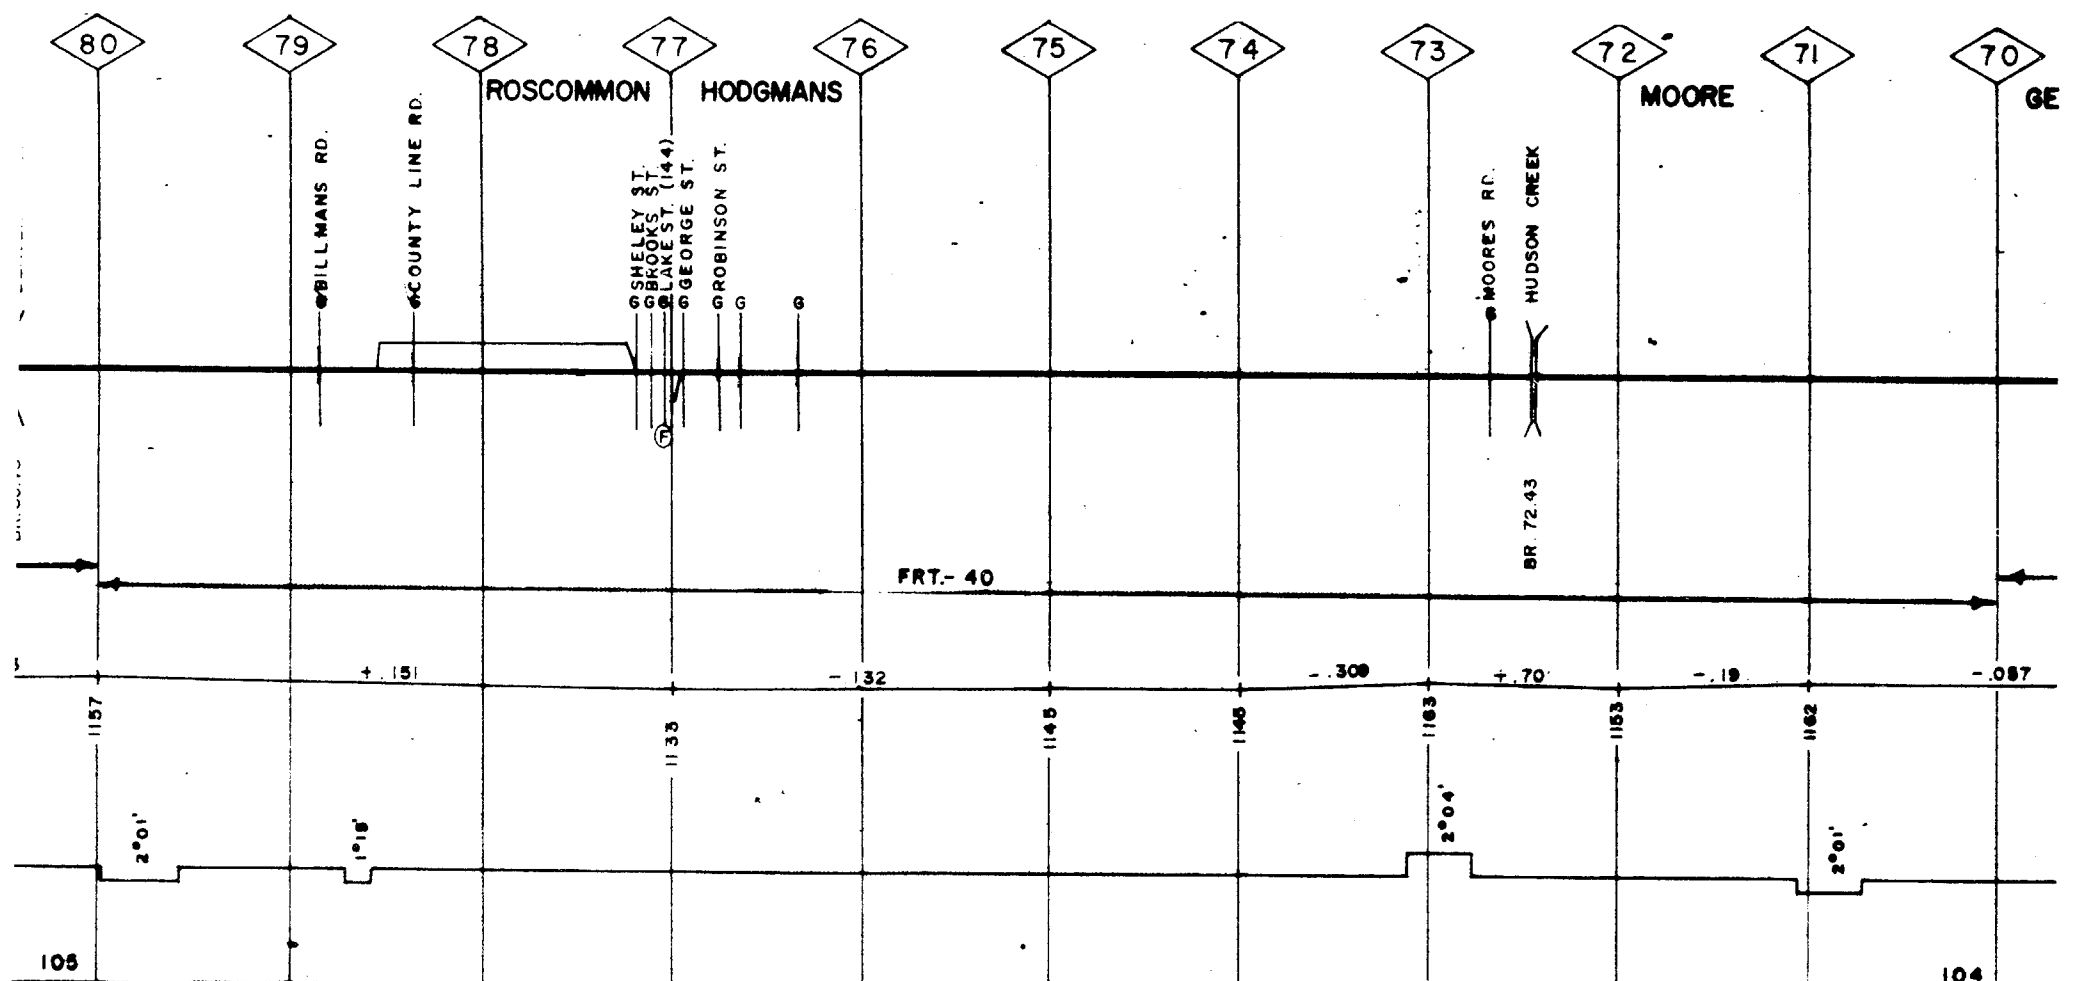 80 79 78 77 76 75 74 73 72 71 70
ROSCOMMON HODGMANS MOORE GE
BILLMANS RD.
COUNTY LINE RD.
G SHELEY ST.
G BROOKS ST.
G LAKE ST. (144)
G GEORGE ST.
G ROBINSON ST.
G
G
G MOORES RD.
HUDSON CREEK
F
BR. 72.43
FRT.- 40
+.151 -.132 -.309 +.70 -.19 -.057
1157 1133 1145 1145 1163 1153 1162
2°01' 1°15' 2°04' 2°01'
105 104